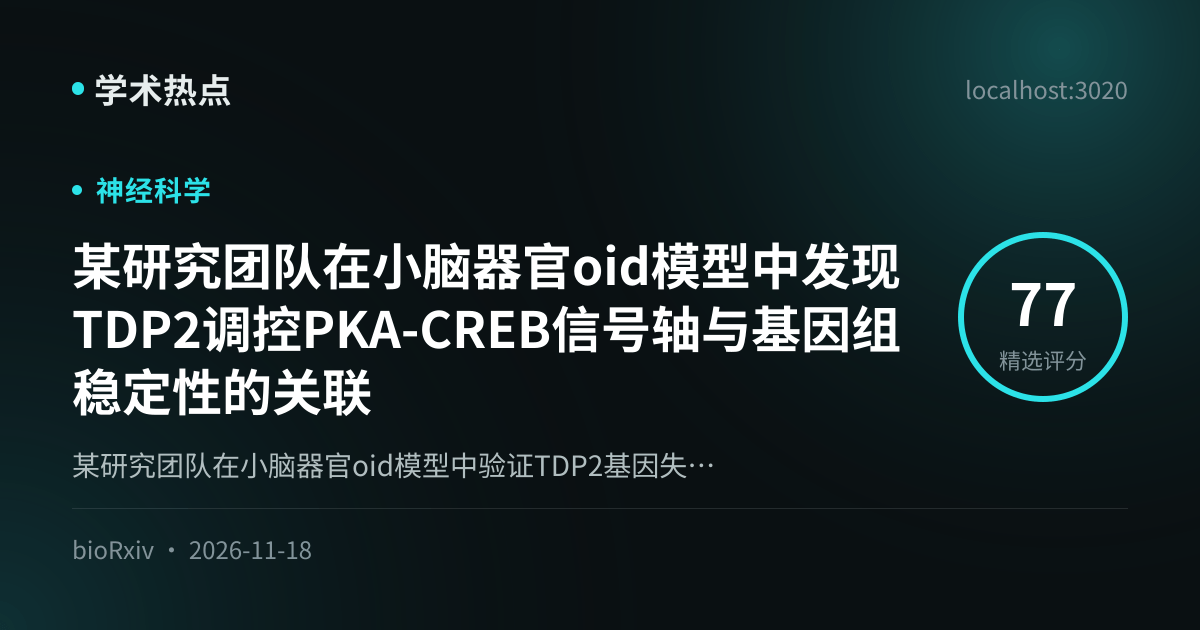 学术热点
localhost:3020
神经科学
某研究团队在小脑器官oid模型中发现
TDP2调控PKA-CREB信号轴与基因组
稳定性的关联
77
精选评分
某研究团队在小脑器官oid模型中验证TDP2基因失…
bioRxiv · 2026-11-18